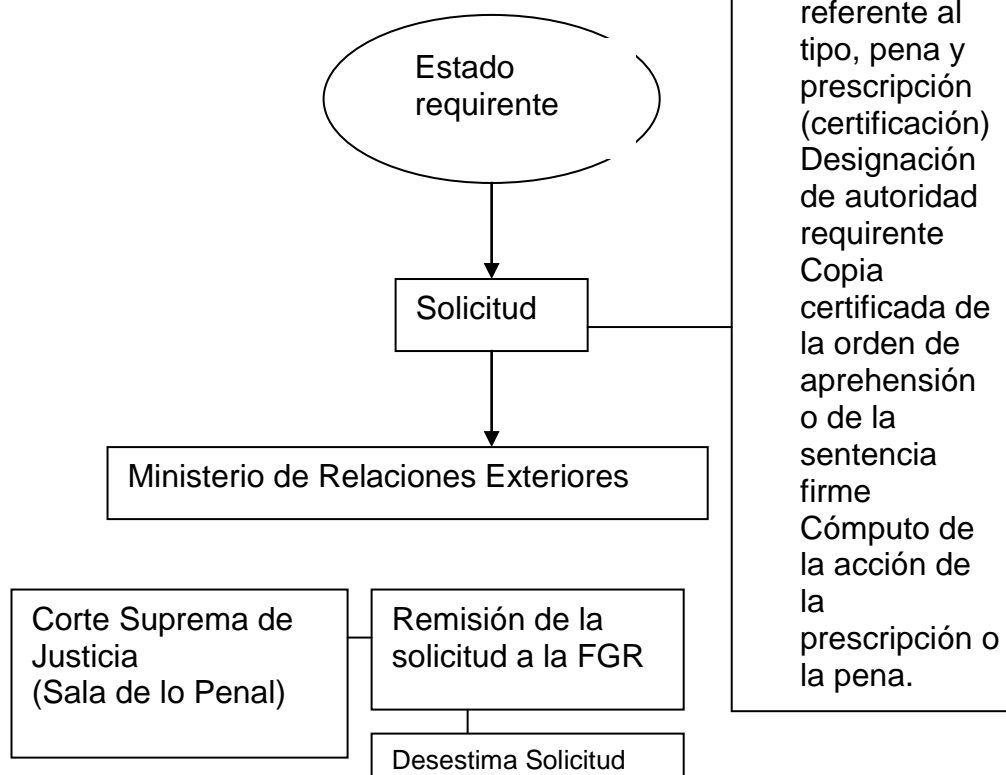 Estado
requirente
Solicitud
Ministerio de Relaciones Exteriores
Corte Suprema de
Justicia
(Sala de lo Penal)
Remisión de la
solicitud a la FGR
Desestima Solicitud
referente al
tipo, pena y
prescripción
(certificación)
Designación
de autoridad
requirente
Copia
certificada de
la orden de
aprehensión
o de la
sentencia
firme
Cómputo de
la acción de
la
prescripción o
la pena.